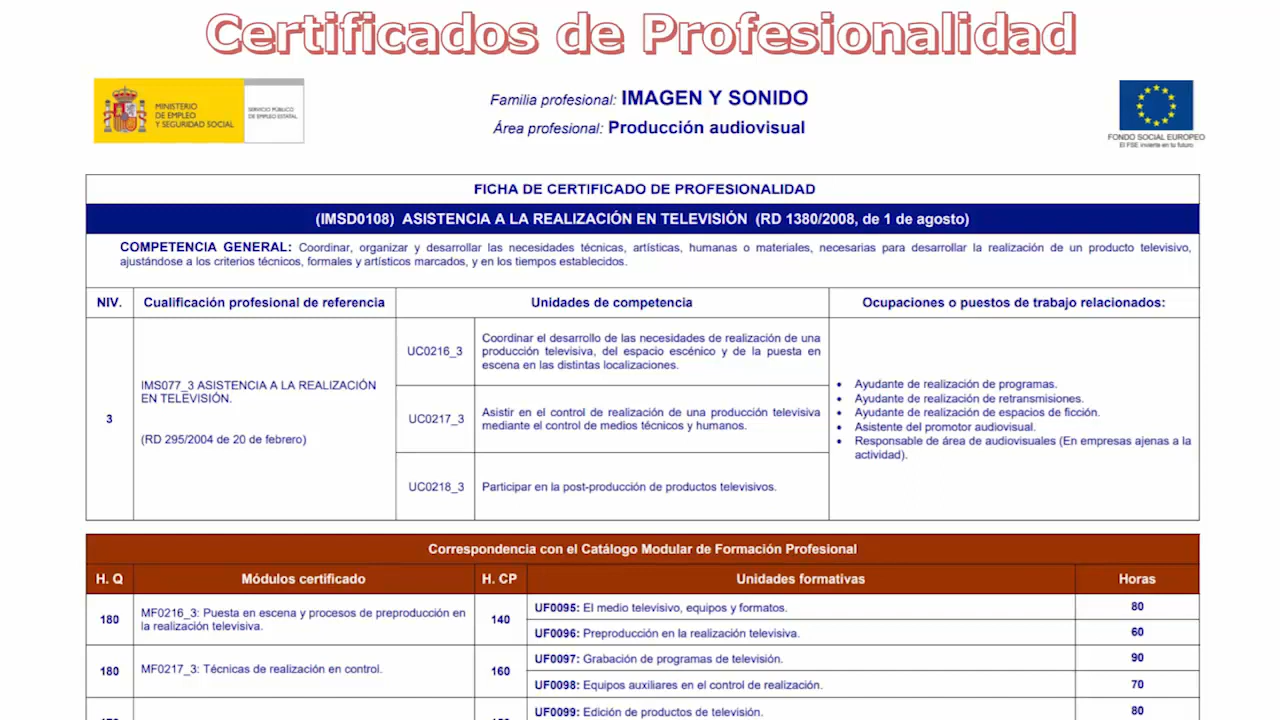 Certificados de Profesionalidad
MINISTERIO
DE EMPLEO
Y SEGURIDAD SOCIAL
SERVICIO PÚBLICO
DE EMPLEO ESTATAL
Familia profesional: IMAGEN Y SONIDO
Área profesional: Producción audiovisual
FONDO SOCIAL EUROPEO
El FSE invierte en tu futuro
FICHA DE CERTIFICADO DE PROFESIONALIDAD
(IMSD0108) ASISTENCIA A LA REALIZACIÓN EN TELEVISIÓN (RD 1380/2008, de 1 de agosto)
COMPETENCIA GENERAL: Coordinar, organizar y desarrollar las necesidades técnicas, artísticas, humanas o materiales, necesarias para desarrollar la realización de un producto televisivo,
ajustándose a los criterios técnicos, formales y artísticos marcados, y en los tiempos establecidos.
NIV.
Cualificación profesional de referencia
Unidades de competencia
Ocupaciones o puestos de trabajo relacionados:
3
IMS077_3 ASISTENCIA A LA REALIZACIÓN
EN TELEVISIÓN.
(RD 295/2004 de 20 de febrero)
UC0216_3
Coordinar el desarrollo de las necesidades de realización de una
producción televisiva, del espacio escénico y de la puesta en
escena en las distintas localizaciones.
UC0217_3
Asistir en el control de realización de una producción televisiva
mediante el control de medios técnicos y humanos.
UC0218_3
Participar en la post-producción de productos televisivos.
• Ayudante de realización de programas.
• Ayudante de realización de retransmisiones.
• Ayudante de realización de espacios de ficción.
• Asistente del promotor audiovisual.
• Responsable de área de audiovisuales (En empresas ajenas a la
actividad).
Correspondencia con el Catálogo Modular de Formación Profesional
H. Q
Módulos certificado
H. CP
Unidades formativas
Horas
180
MF0216_3: Puesta en escena y procesos de preproducción en
la realización televisiva.
140
UF0095: El medio televisivo, equipos y formatos.
80
UF0096: Preproducción en la realización televisiva.
60
180
MF0217_3: Técnicas de realización en control.
160
UF0097: Grabación de programas de televisión.
90
UF0098: Equipos auxiliares en el control de realización.
70
UF0099: Edición de productos de televisión.
80